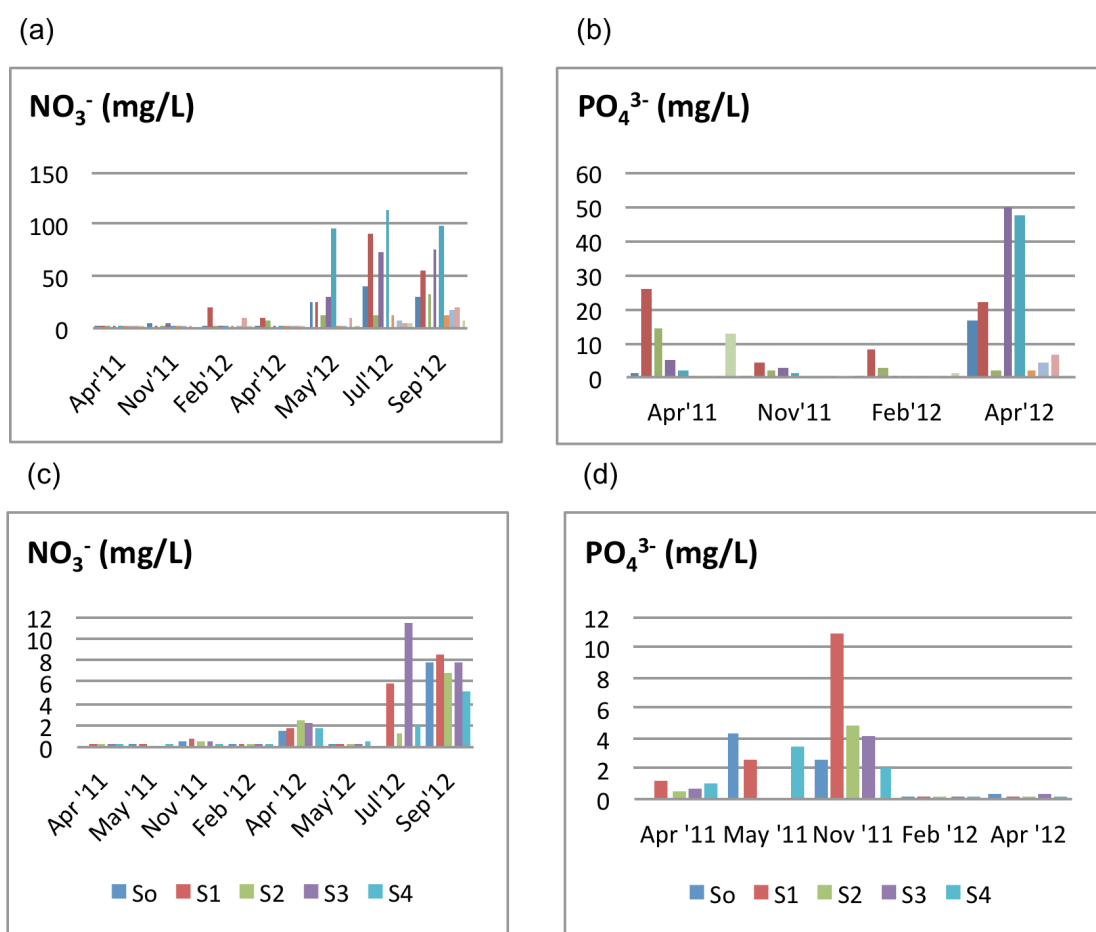 (a)
NO₃⁻ (mg/L)
150
100
50
0
Apr'11 Nov'11 Feb'12 Apr'12 May'12 Jul'12 Sep'12
(b)
PO₄³⁻ (mg/L)
60
50
40
30
20
10
0
Apr'11 Nov'11 Feb'12 Apr'12
(c)
NO₃⁻ (mg/L)
12
10
8
6
4
2
0
Apr '11 May '11 Nov '11 Feb '12 Apr '12 May'12 Jul'12 Sep'12
So S1 S2 S3 S4
(d)
PO₄³⁻ (mg/L)
12
10
8
6
4
2
0
Apr '11 May '11 Nov '11 Feb '12 Apr '12
So S1 S2 S3 S4